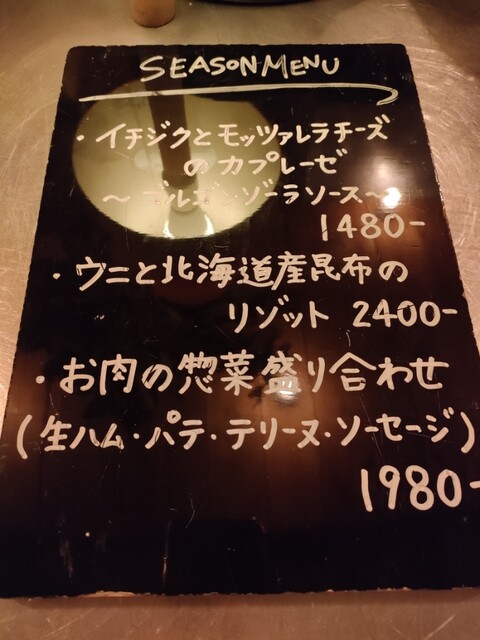 SEASON MENU
・イチジクとモッツァレラチーズ
のカプレーゼ
～ゴルゴンゾーラソース～
1480-
・ウニと北海道産昆布の
リゾット 2400-
・お肉の惣菜盛り合わせ
(生ハム・パテ・テリーヌ・ソーセージ)
1980-